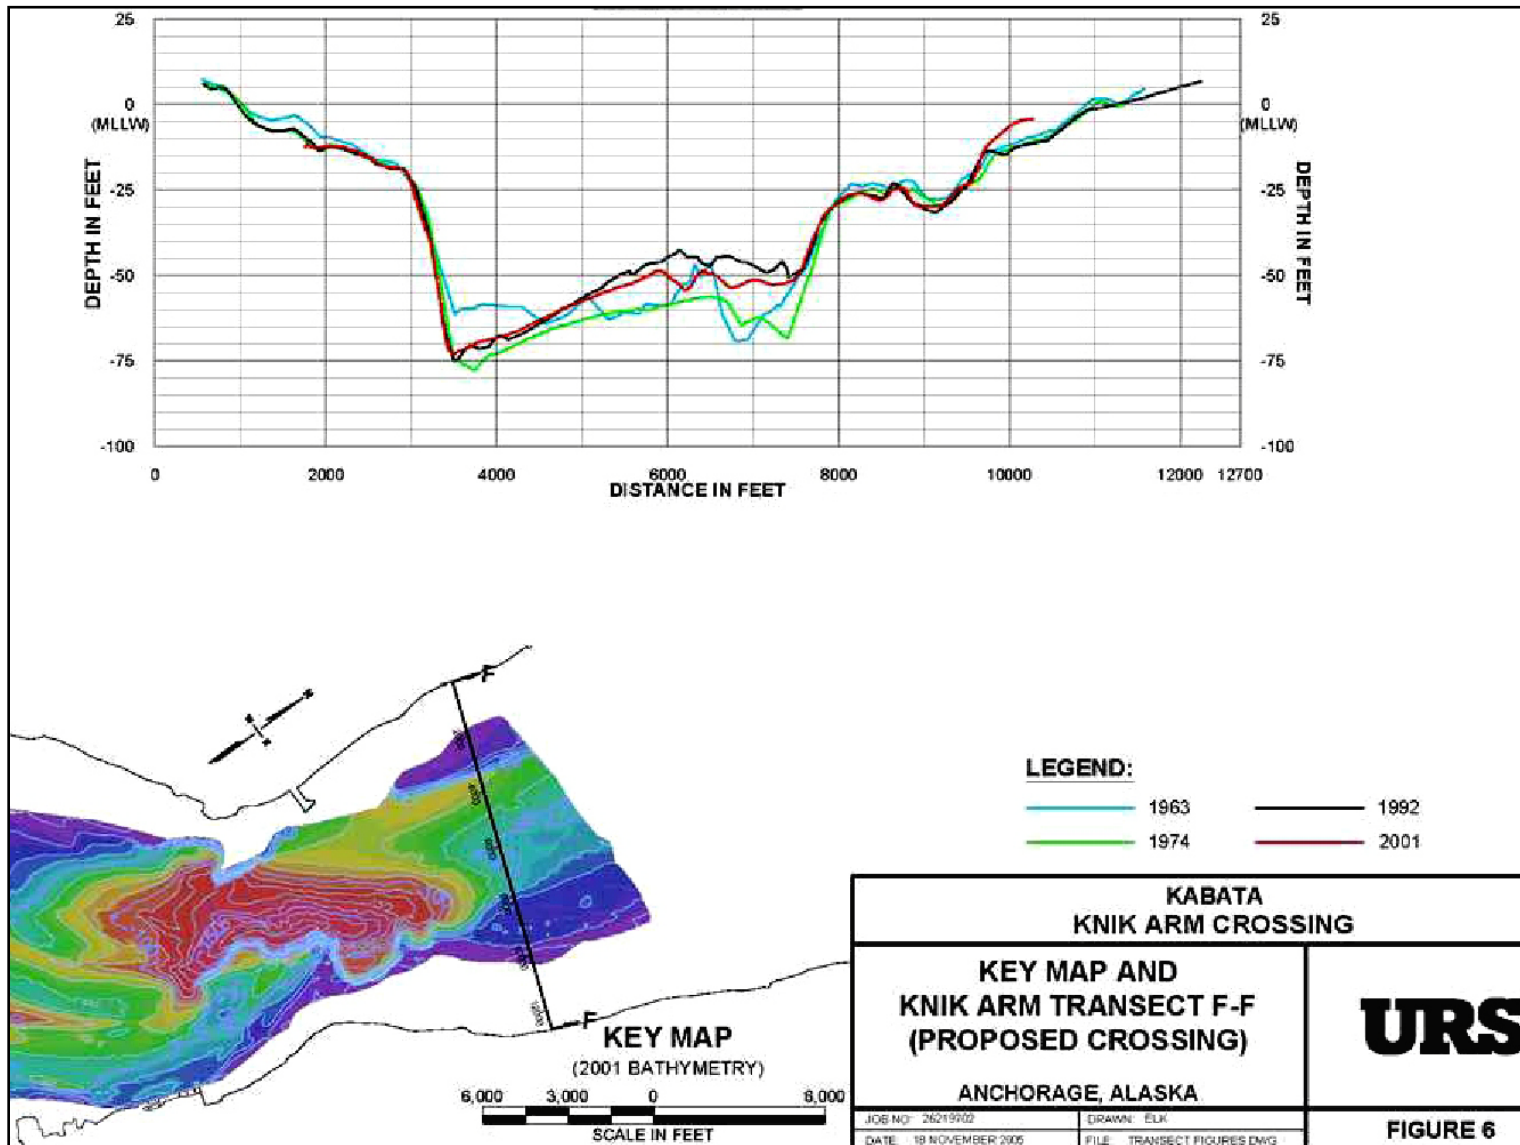 25
25
0
0
(MLLW)
(MLLW)
-25
-25
-50
-50
-75
-75
-100
-100
DEPTH IN FEET
DEPTH IN FEET
0
2000
4000
6000
8000
10000
12000
12700
DISTANCE IN FEET
F
F
KEY MAP
(2001 BATHYMETRY)
6,000
3,000
0
SCALE IN FEET
LEGEND:
1963
1992
1974
2001
KABATA
KNIK ARM CROSSING
KEY MAP AND
KNIK ARM TRANSECT F-F
(PROPOSED CROSSING)
ANCHORAGE, ALASKA
URS
JOB NO: 26219702
DRAWN: ELK
DATE: 18 NOVEMBER 2005
FILE: TRANSECT FIGURES.DWG
FIGURE 6